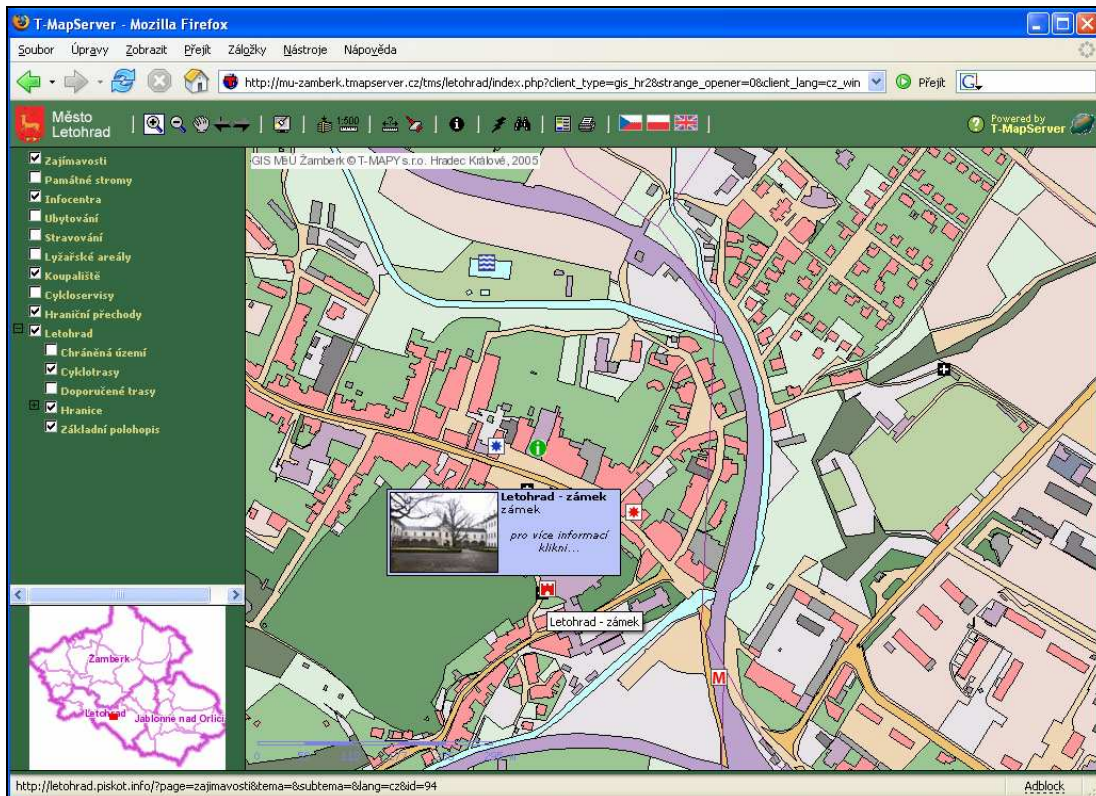 T-MapServer - Mozilla Firefox
Soubor Úpravy Zobrazit Přejít Záložky Nástroje Nápověda
http://mu-zamberk.tmapserver.cz/tms/letohrad/index.php?client_type=gis_hr2&strange_opener=0&client_lang=cz_win
Přejít
G
Město
Letohrad
1:500
Powered by
T-MapServer
Zajímavosti
Památné stromy
Infocentra
Ubytování
Stravování
Lyžařské areály
Koupaliště
Cykloservisy
Hraniční přechody
Letohrad
Chráněná území
Cyklotrasy
Doporučené trasy
Hranice
Základní polohopis
GIS MěÚ Žamberk © T-MAPY s.r.o. Hradec Králové, 2005
Letohrad - zámek
zámek
pro více informací
klikni...
Letohrad - zámek
M
Žamberk
Letohrad
Jablonné nad Orlicí
0
http://letohrad.piskot.info/?page=zajimavosti&tema=&subtema=&lang=cz&id=94
Adblock